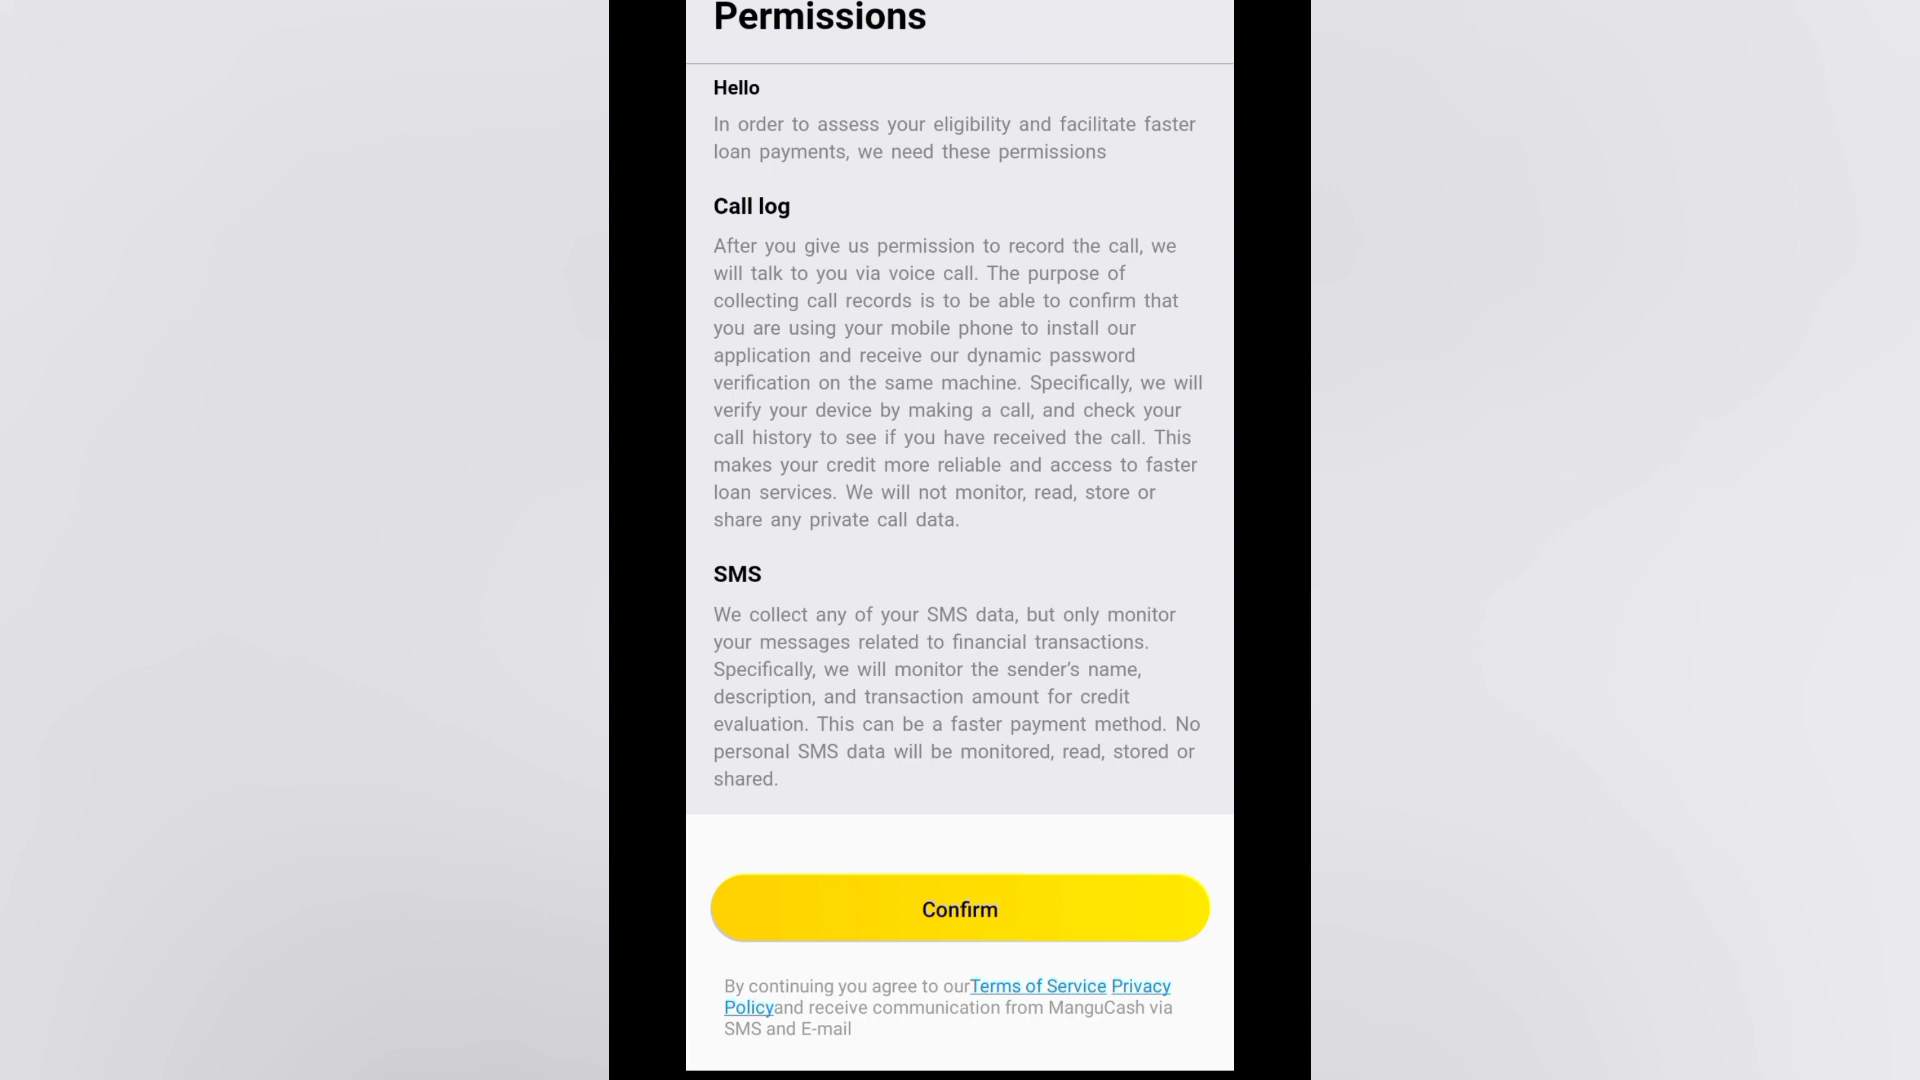 Permissions
Hello
In order to assess your eligibility and facilitate faster
loan payments, we need these permissions
Call log
After you give us permission to record the call, we
will talk to you via voice call. The purpose of
collecting call records is to be able to confirm that
you are using your mobile phone to install our
application and receive our dynamic password
verification on the same machine. Specifically, we will
verify your device by making a call, and check your
call history to see if you have received the call. This
makes your credit more reliable and access to faster
loan services. We will not monitor, read, store or
share any private call data.
SMS
We collect any of your SMS data, but only monitor
your messages related to financial transactions.
Specifically, we will monitor the sender’s name,
description, and transaction amount for credit
evaluation. This can be a faster payment method. No
personal SMS data will be monitored, read, stored or
shared.
Confirm
By continuing you agree to ourTerms of Service Privacy
Policyand receive communication from ManguCash via
SMS and E-mail